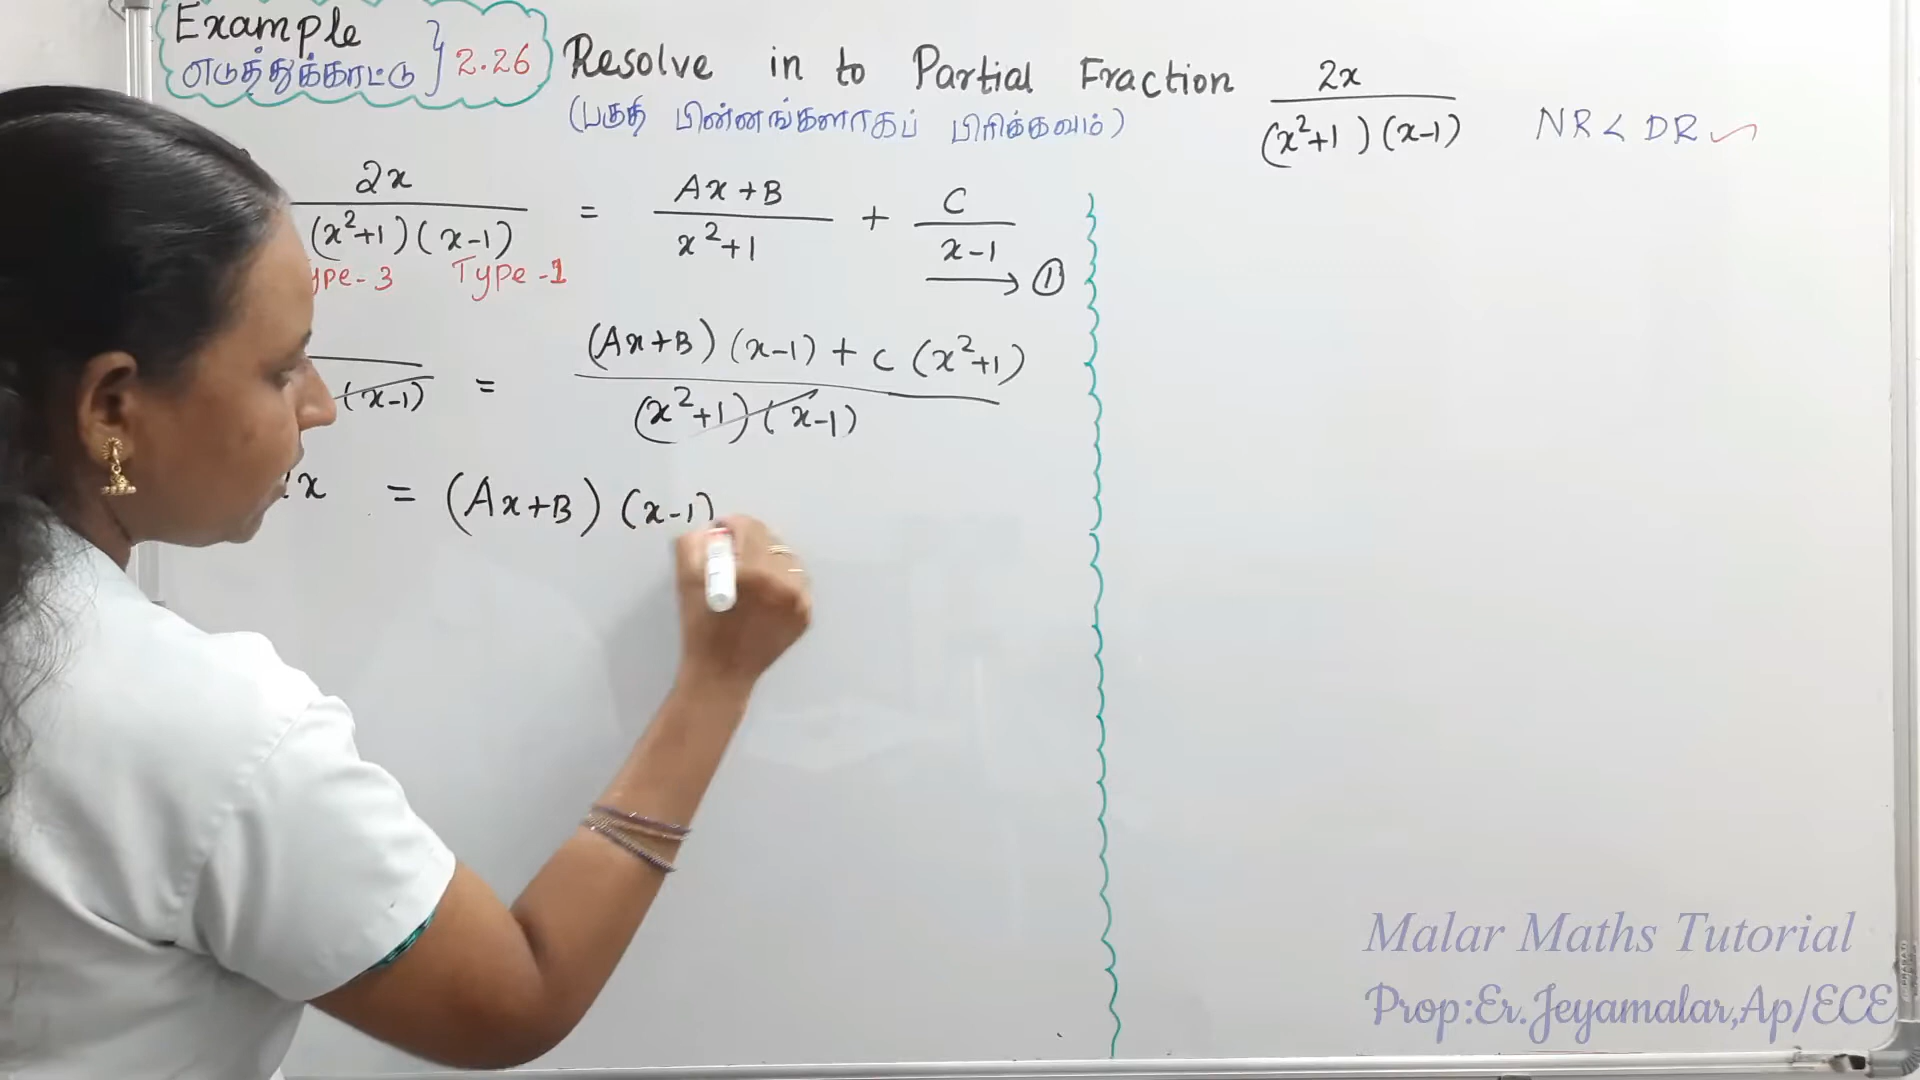 Example
எடுத்துக்காட்டு } 2.26
Resolve in to Partial Fraction 2x / (x²+1)(x-1)
(பகுதி பின்னங்களாகப் பிரிக்கவும்)
NR < DR ✓
2x / (x²+1)(x-1) = Ax+B / x²+1 + C / x-1
ype-3 Type-1
→ ①
(x-1) = (Ax+B)(x-1) + C(x²+1) / (x²+1)(x-1)
2x = (Ax+B)(x-1)
Malar Maths Tutorial
Prop:Er.Jeyamalar,Ap/ECE